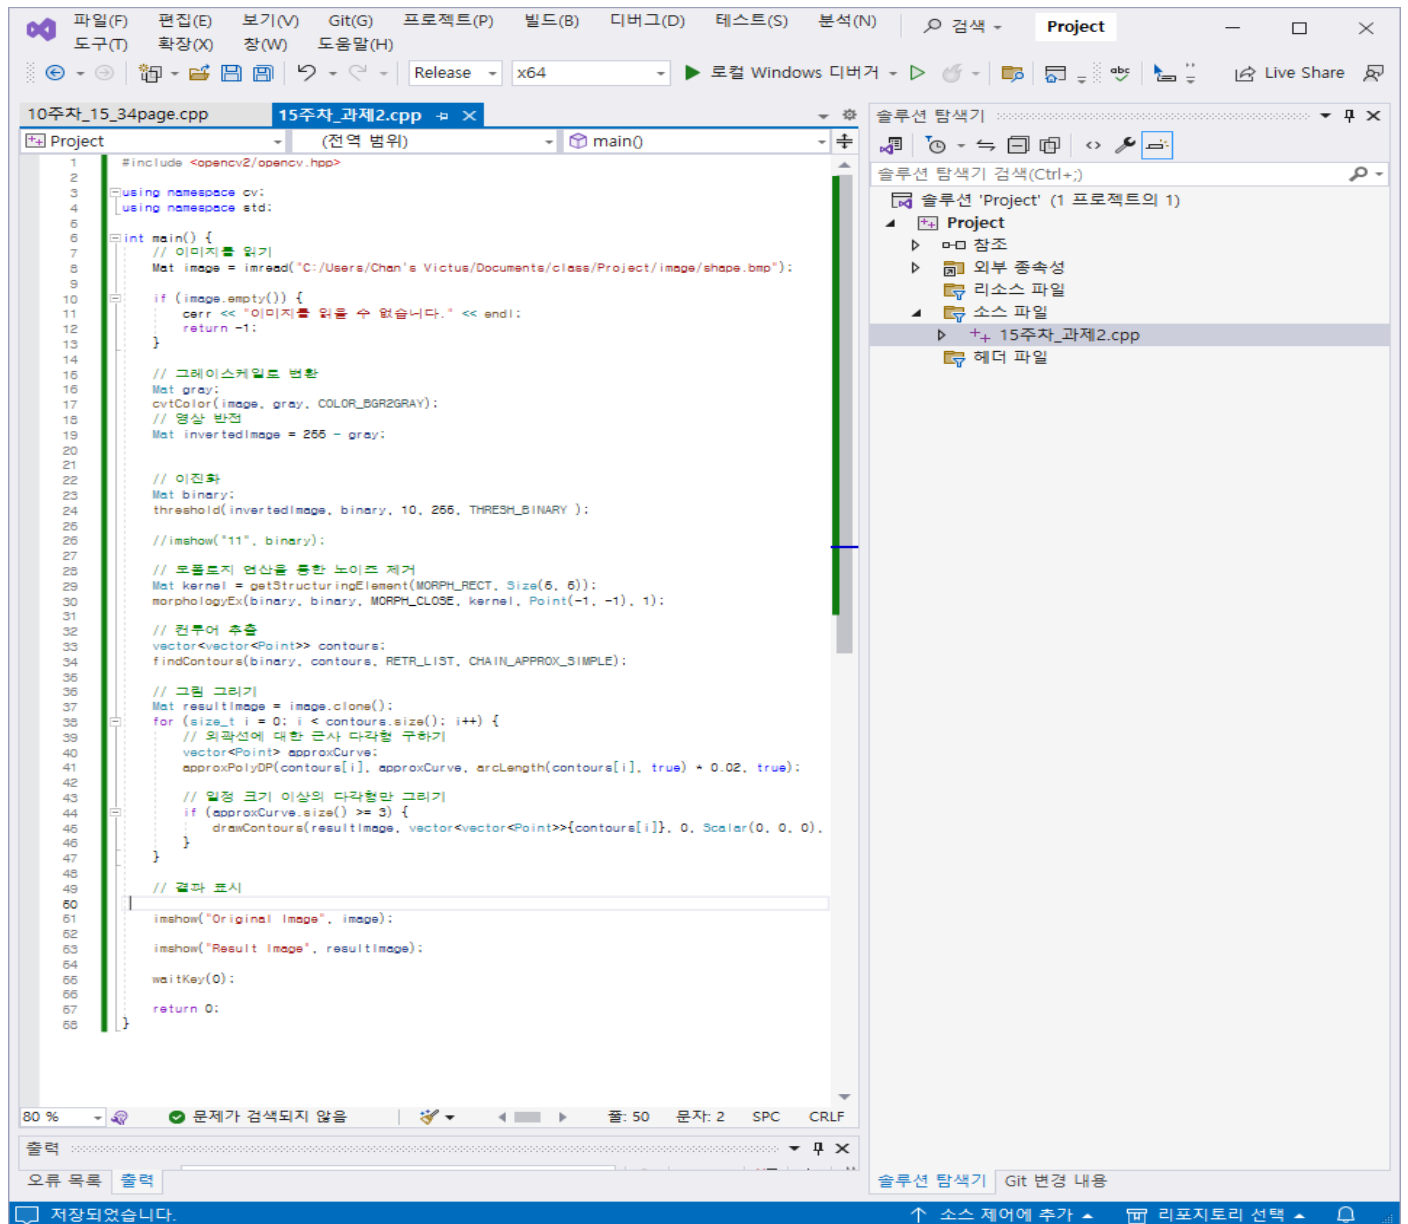 파일(F) 편집(E) 보기(V) Git(G) 프로젝트(P) 빌드(B) 디버그(D) 테스트(S) 분석(N) 검색 Project
도구(T) 확장(X) 창(W) 도움말(H)
Release x64 로컬 Windows 디버거 abc Live Share
10주차_15_34page.cpp 15주차_과제2.cpp
Project (전역 범위) main()
1 #include <opencv2/opencv.hpp>
2
3 using namespace cv;
4 using namespace std;
5
6 int main() {
7 // 이미지를 읽기
8 Mat image = imread("C:/Users/Chan's Victus/Documents/class/Project/image/shape.bmp");
9
10 if (image.empty()) {
11 cerr << "이미지를 읽을 수 없습니다." << endl;
12 return -1;
13 }
14
15 // 그레이스케일로 변환
16 Mat gray;
17 cvtColor(image, gray, COLOR_BGR2GRAY);
18 // 영상 반전
19 Mat invertedImage = 255 - gray;
20
21
22 // 이진화
23 Mat binary;
24 threshold(invertedImage, binary, 10, 255, THRESH_BINARY );
25
26 //imshow("11", binary);
27
28 // 모폴로지 연산을 통한 노이즈 제거
29 Mat kernel = getStructuringElement(MORPH_RECT, Size(5, 5));
30 morphologyEx(binary, binary, MORPH_CLOSE, kernel, Point(-1, -1), 1);
31
32 // 컨투어 추출
33 vector<vector<Point>> contours;
34 findContours(binary, contours, RETR_LIST, CHAIN_APPROX_SIMPLE);
35
36 // 그림 그리기
37 Mat resultImage = image.clone();
38 for (size_t i = 0; i < contours.size(); i++) {
39 // 외곽선에 대한 근사 다각형 구하기
40 vector<Point> approxCurve;
41 approxPolyDP(contours[i], approxCurve, arcLength(contours[i], true) * 0.02, true);
42
43 // 일정 크기 이상의 다각형만 그리기
44 if (approxCurve.size() >= 3) {
45 drawContours(resultImage, vector<vector<Point>>{contours[i]}, 0, Scalar(0, 0, 0),
46 }
47 }
48
49 // 결과 표시
50
51 imshow("Original Image", image);
52
53 imshow("Result Image", resultImage);
54
55 waitKey(0);
56
57 return 0;
58 }
80 % 문제가 검색되지 않음 줄: 50 문자: 2 SPC CRLF
출력
오류 목록 출력
솔루션 탐색기
솔루션 탐색기 검색(Ctrl+;)
솔루션 'Project' (1 프로젝트의 1)
Project
참조
외부 종속성
리소스 파일
소스 파일
15주차_과제2.cpp
헤더 파일
솔루션 탐색기 Git 변경 내용
저장되었습니다. 소스 제어에 추가 리포지토리 선택